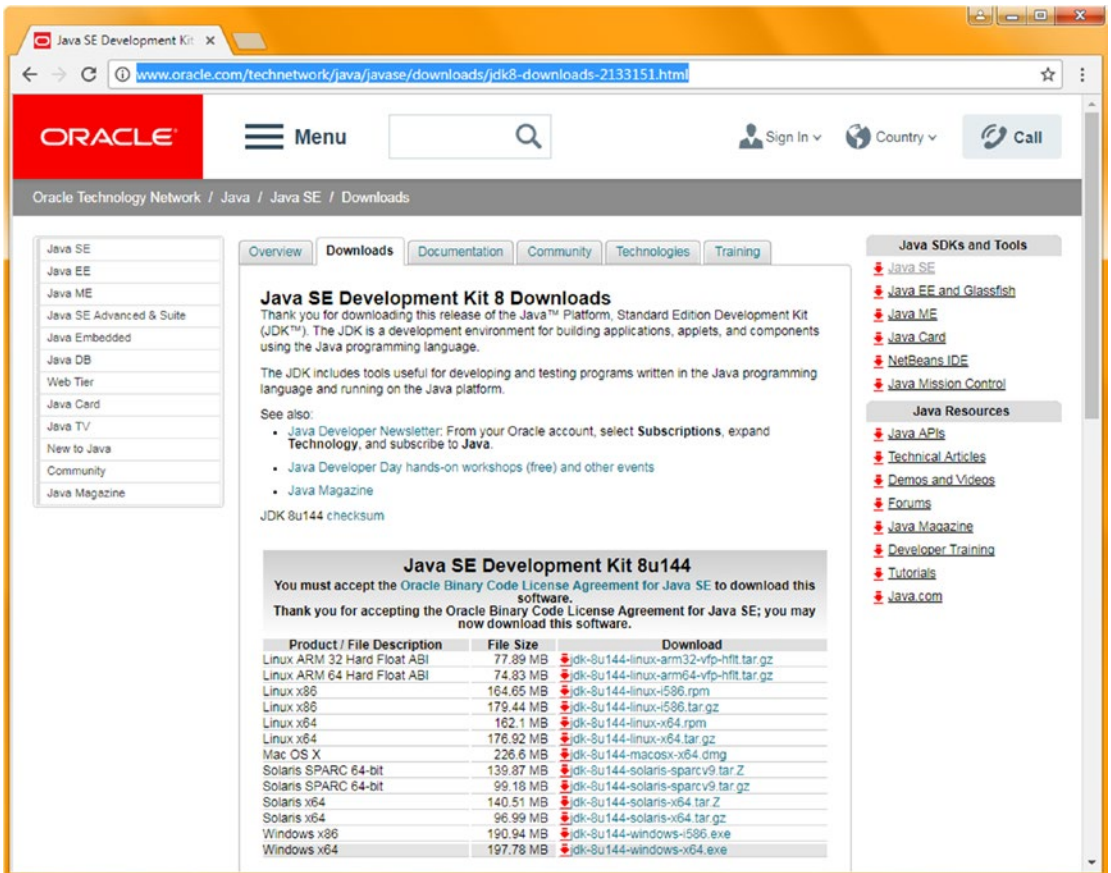 Java SE Development Kit
www.oracle.com/technetwork/java/javase/downloads/jdk8-downloads-2133151.html
ORACLE
Menu
Sign In
Country
Call
Oracle Technology Network / Java / Java SE / Downloads
Java SE
Java EE
Java ME
Java SE Advanced & Suite
Java Embedded
Java DB
Web Tier
Java Card
Java TV
New to Java
Community
Java Magazine
Overview Downloads Documentation Community Technologies Training
Java SE Development Kit 8 Downloads
Thank you for downloading this release of the Java™ Platform, Standard Edition Development Kit
(JDK™). The JDK is a development environment for building applications, applets, and components
using the Java programming language.
The JDK includes tools useful for developing and testing programs written in the Java programming
language and running on the Java platform.
See also:
• Java Developer Newsletter: From your Oracle account, select Subscriptions, expand
Technology, and subscribe to Java.
• Java Developer Day hands-on workshops (free) and other events
• Java Magazine
JDK 8u144 checksum
Java SE Development Kit 8u144
You must accept the Oracle Binary Code License Agreement for Java SE to download this
software.
Thank you for accepting the Oracle Binary Code License Agreement for Java SE; you may
now download this software.
Product / File Description File Size Download
Linux ARM 32 Hard Float ABI 77.89 MB jdk-8u144-linux-arm32-vfp-hflt.tar.gz
Linux ARM 64 Hard Float ABI 74.83 MB jdk-8u144-linux-arm64-vfp-hflt.tar.gz
Linux x86 164.65 MB jdk-8u144-linux-i586.rpm
Linux x86 179.44 MB jdk-8u144-linux-i586.tar.gz
Linux x64 162.1 MB jdk-8u144-linux-x64.rpm
Linux x64 176.92 MB jdk-8u144-linux-x64.tar.gz
Mac OS X 226.6 MB jdk-8u144-macosx-x64.dmg
Solaris SPARC 64-bit 139.87 MB jdk-8u144-solaris-sparcv9.tar.Z
Solaris SPARC 64-bit 99.18 MB jdk-8u144-solaris-sparcv9.tar.gz
Solaris x64 140.51 MB jdk-8u144-solaris-x64.tar.Z
Solaris x64 96.99 MB jdk-8u144-solaris-x64.tar.gz
Windows x86 190.94 MB jdk-8u144-windows-i586.exe
Windows x64 197.78 MB jdk-8u144-windows-x64.exe
Java SDKs and Tools
Java SE
Java EE and Glassfish
Java ME
Java Card
NetBeans IDE
Java Mission Control
Java Resources
Java APIs
Technical Articles
Demos and Videos
Forums
Java Magazine
Developer Training
Tutorials
Java.com